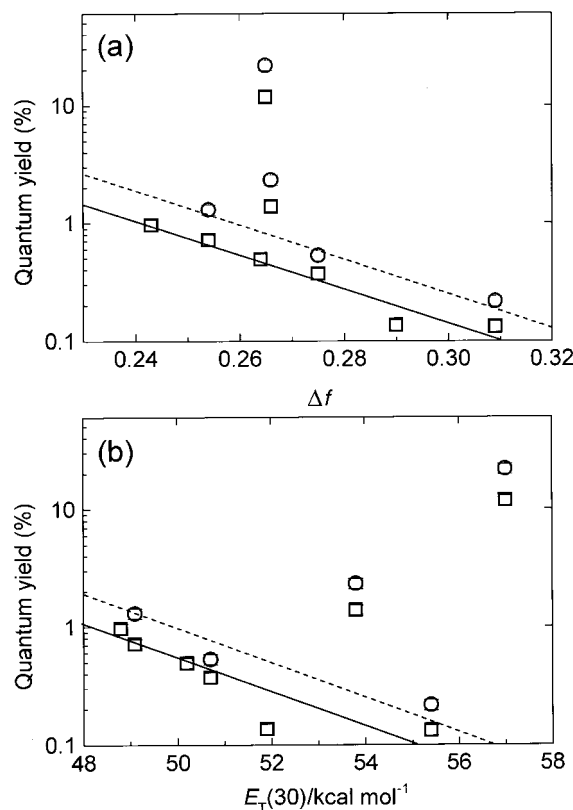 (a)
Quantum yield (%)
10
1
0.1
0.24 0.26 0.28 0.30 0.32
Δf
(b)
Quantum yield (%)
10
1
0.1
48 50 52 54 56 58
E_T(30)/kcal mol⁻¹